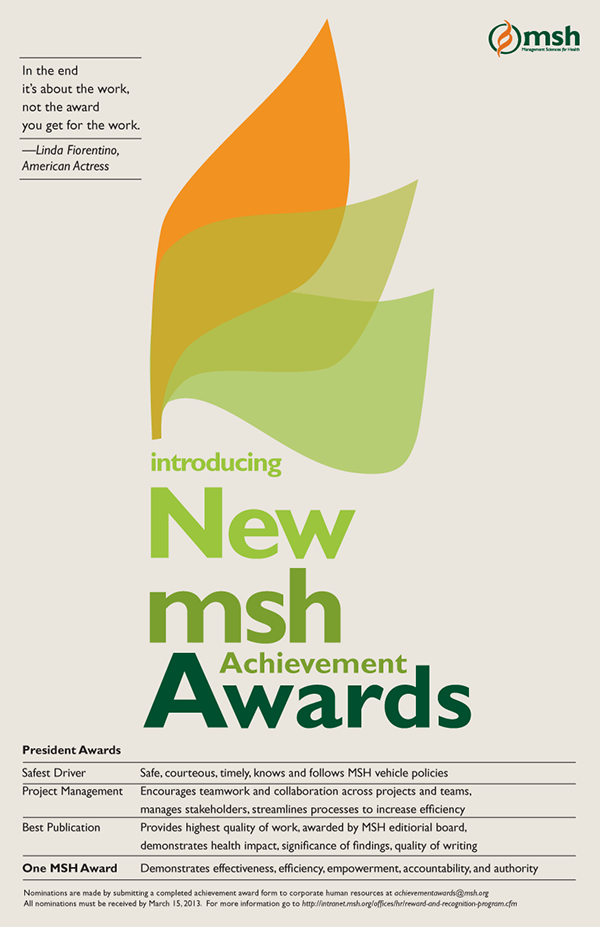 msh
Management Sciences for Health
In the end
it's about the work,
not the award
you get for the work.
—Linda Fiorentino,
American Actress
introducing
New
msh
Achievement
Awards
President Awards
Safest Driver Safe, courteous, timely, knows and follows MSH vehicle policies
Project Management Encourages teamwork and collaboration across projects and teams,
manages stakeholders, streamlines processes to increase efficiency
Best Publication Provides highest quality of work, awarded by MSH editiorial board,
demonstrates health impact, significance of findings, quality of writing
One MSH Award Demonstrates effectiveness, efficiency, empowerment, accountability, and authority
Nominations are made by submitting a completed achievement award form to corporate human resources at achievementawards@msh.org
All nominations must be received by March 15, 2013. For more information go to http://intranet.msh.org/offices/hr/reward-and-recognition-program.cfm